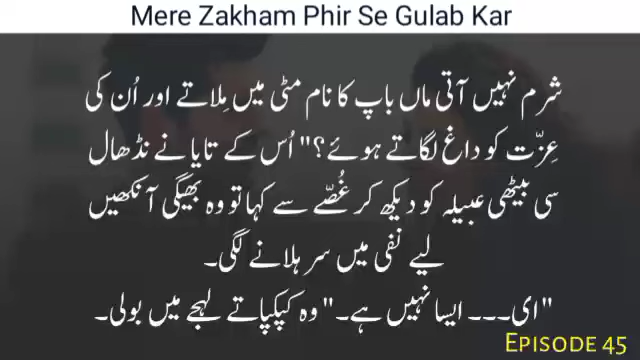 Mere Zakham Phir Se Gulab Kar
شرم نہیں آتی ماں باپ کا نام مٹی میں مِلاتے اور اُن کی
عِزّت کو داغ لگاتے ہوئے؟" اُس کے تایا نے نڈھال
سی بیٹھی عبیلہ کو دیکھ کر غُصّے سے کہا تو وہ بھیگی آنکھیں
لیے نفی میں سر ہلانے لگی۔
"ای۔۔۔ ایسا نہیں ہے۔" وہ کپکپاتے لہجے میں بولی۔
EPISODE 45